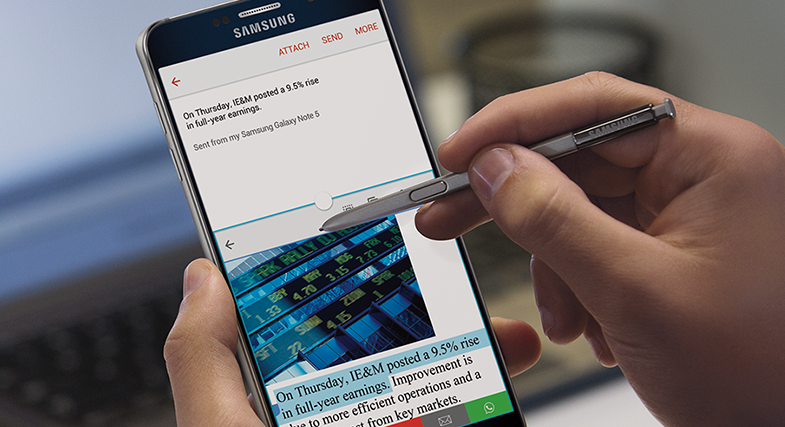 SAMSUNG
ATTACH SEND MORE
On Thursday, IE&M posted a 9.5% rise
in full-year earnings.
Sent from my Samsung Galaxy Note 5
SAMSUNG
On Thursday, IE&M posted a 9.5% rise
in full-year earnings. Improvement is
due to more efficient operations and a
from key markets.